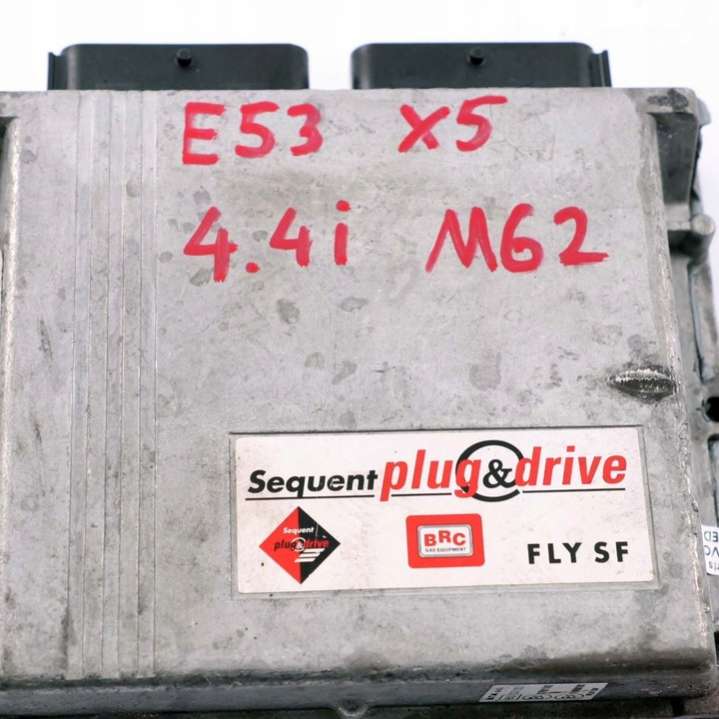 E53 X5
4.4i M62
Sequent plug&drive
Sequent
plug&drive
BRC
GAS EQUIPMENT
FLY SF